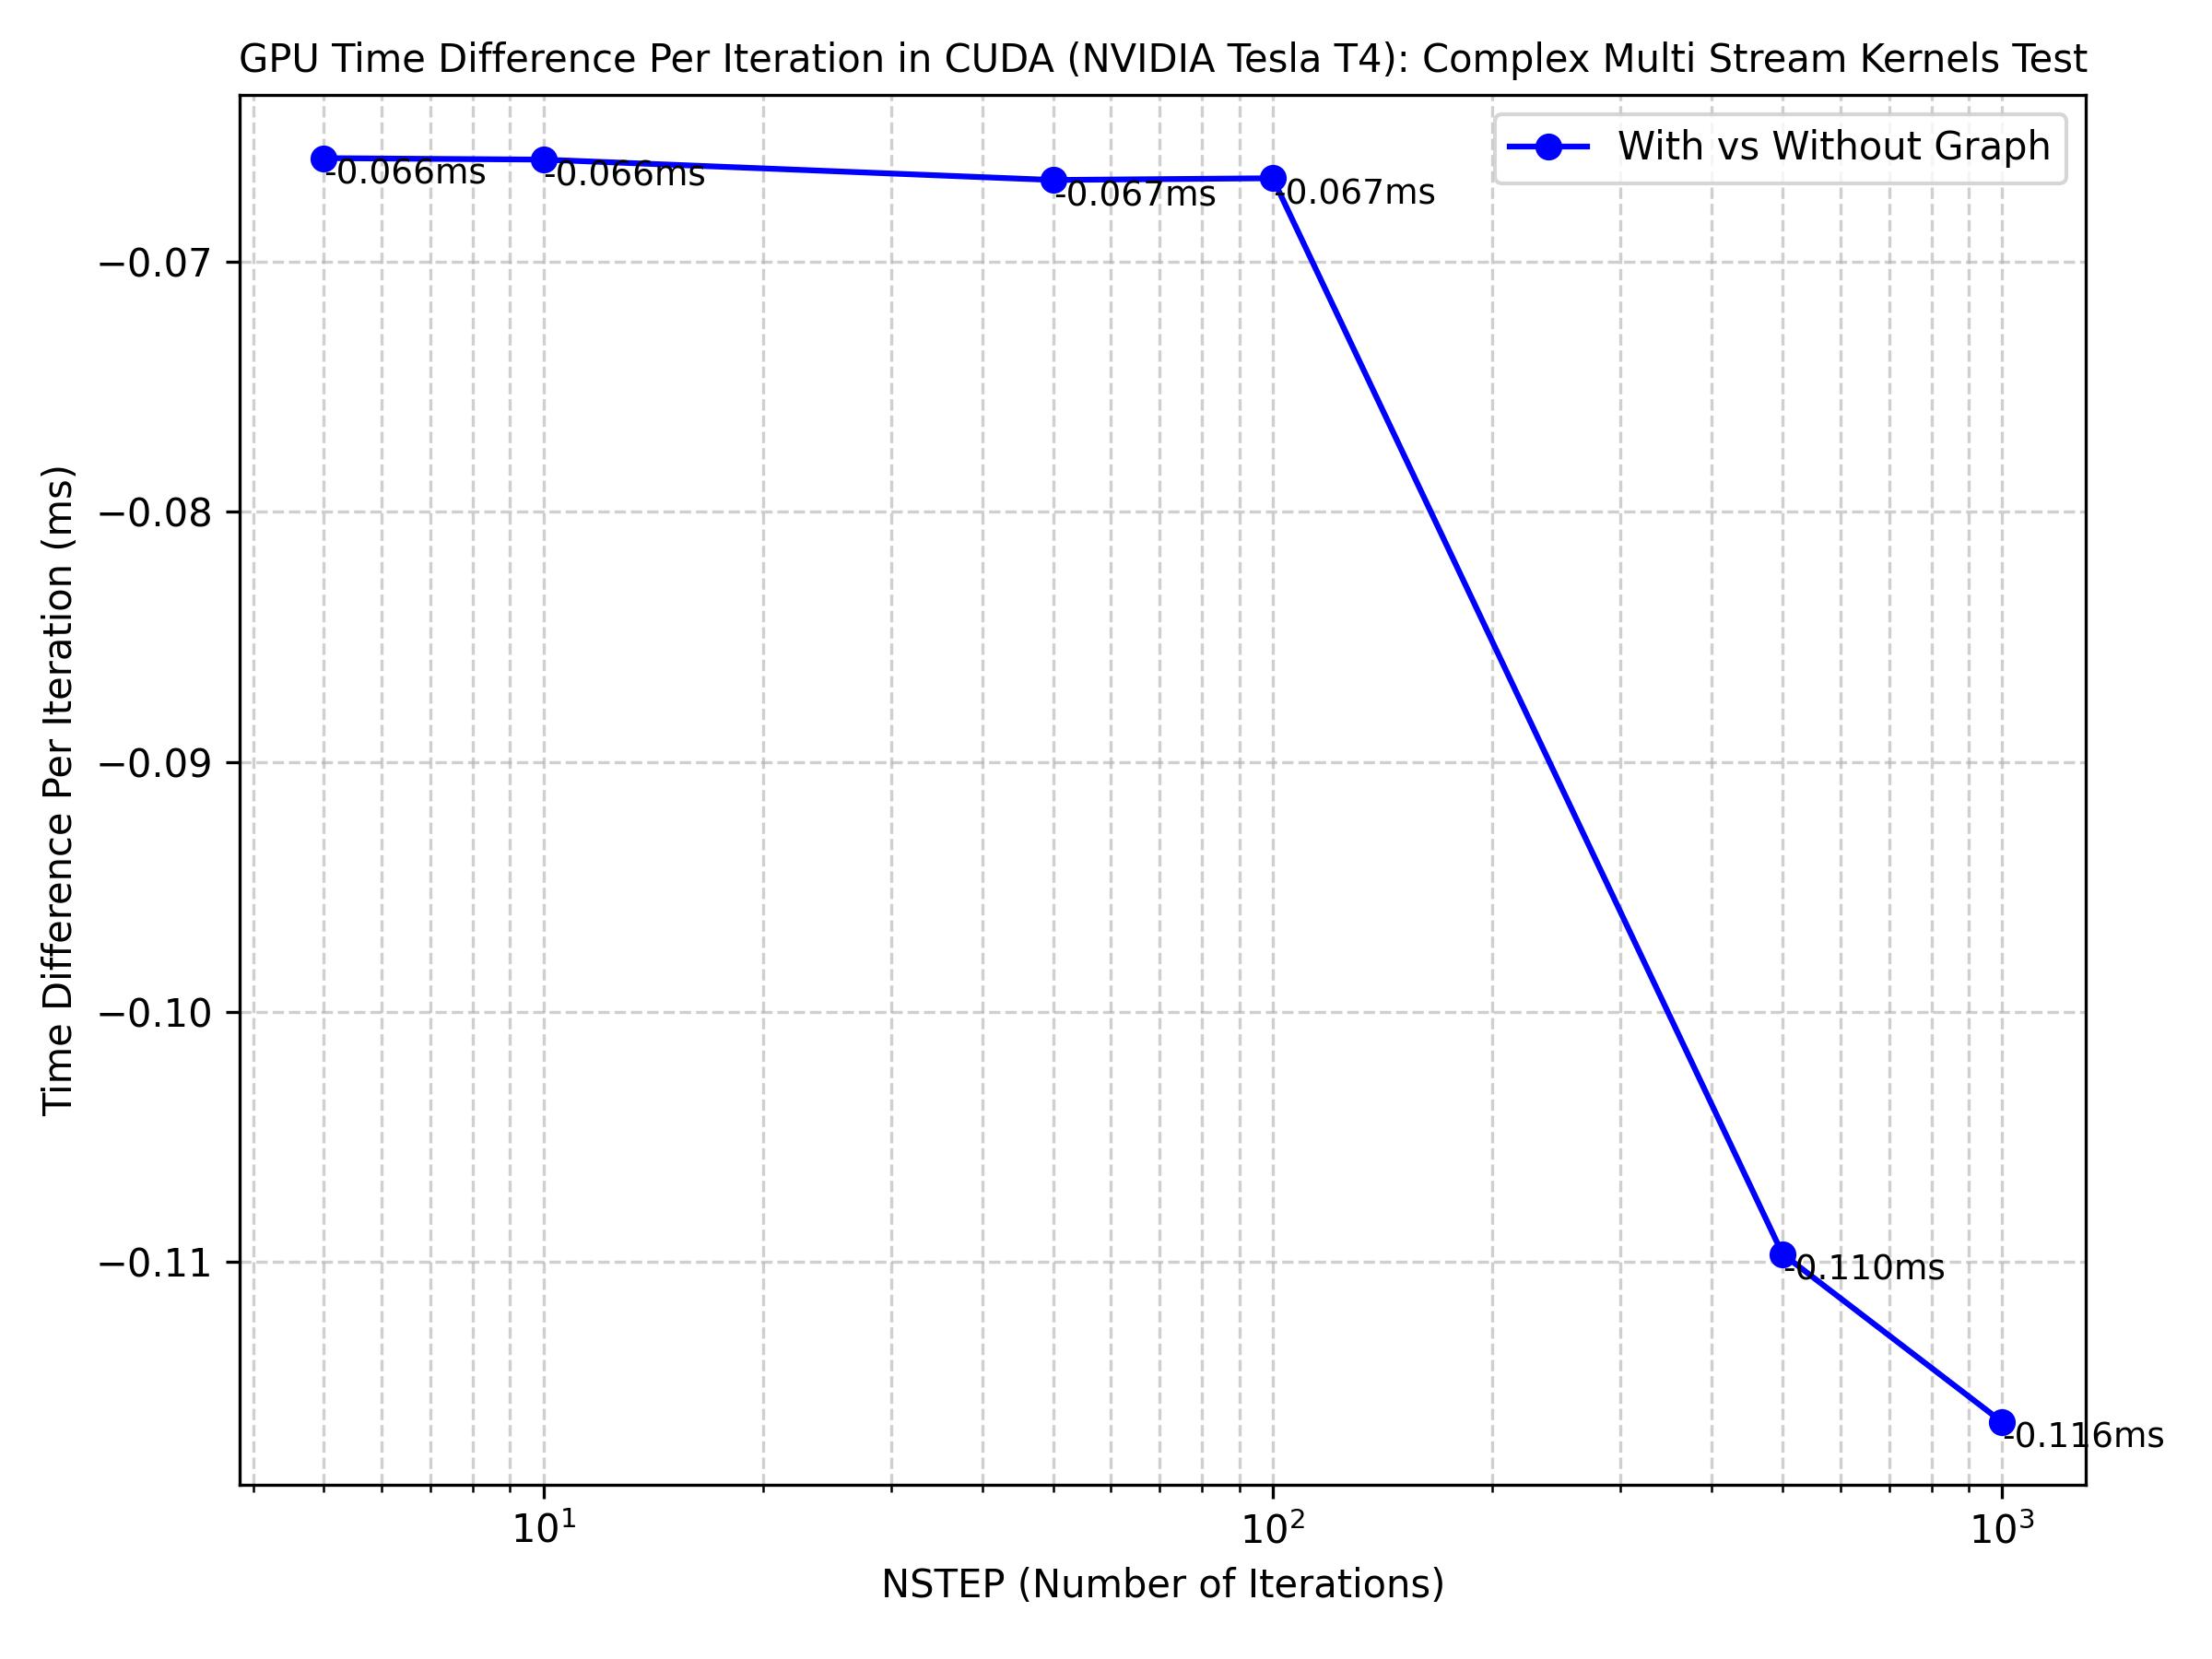 GPU Time Difference Per Iteration in CUDA (NVIDIA Tesla T4): Complex Multi Stream Kernels Test
With vs Without Graph
-0.066ms
-0.066ms
-0.067ms
-0.067ms
-0.110ms
-0.116ms
Time Difference Per Iteration (ms)
−0.07
−0.08
−0.09
−0.10
−0.11
10¹
10²
10³
NSTEP (Number of Iterations)